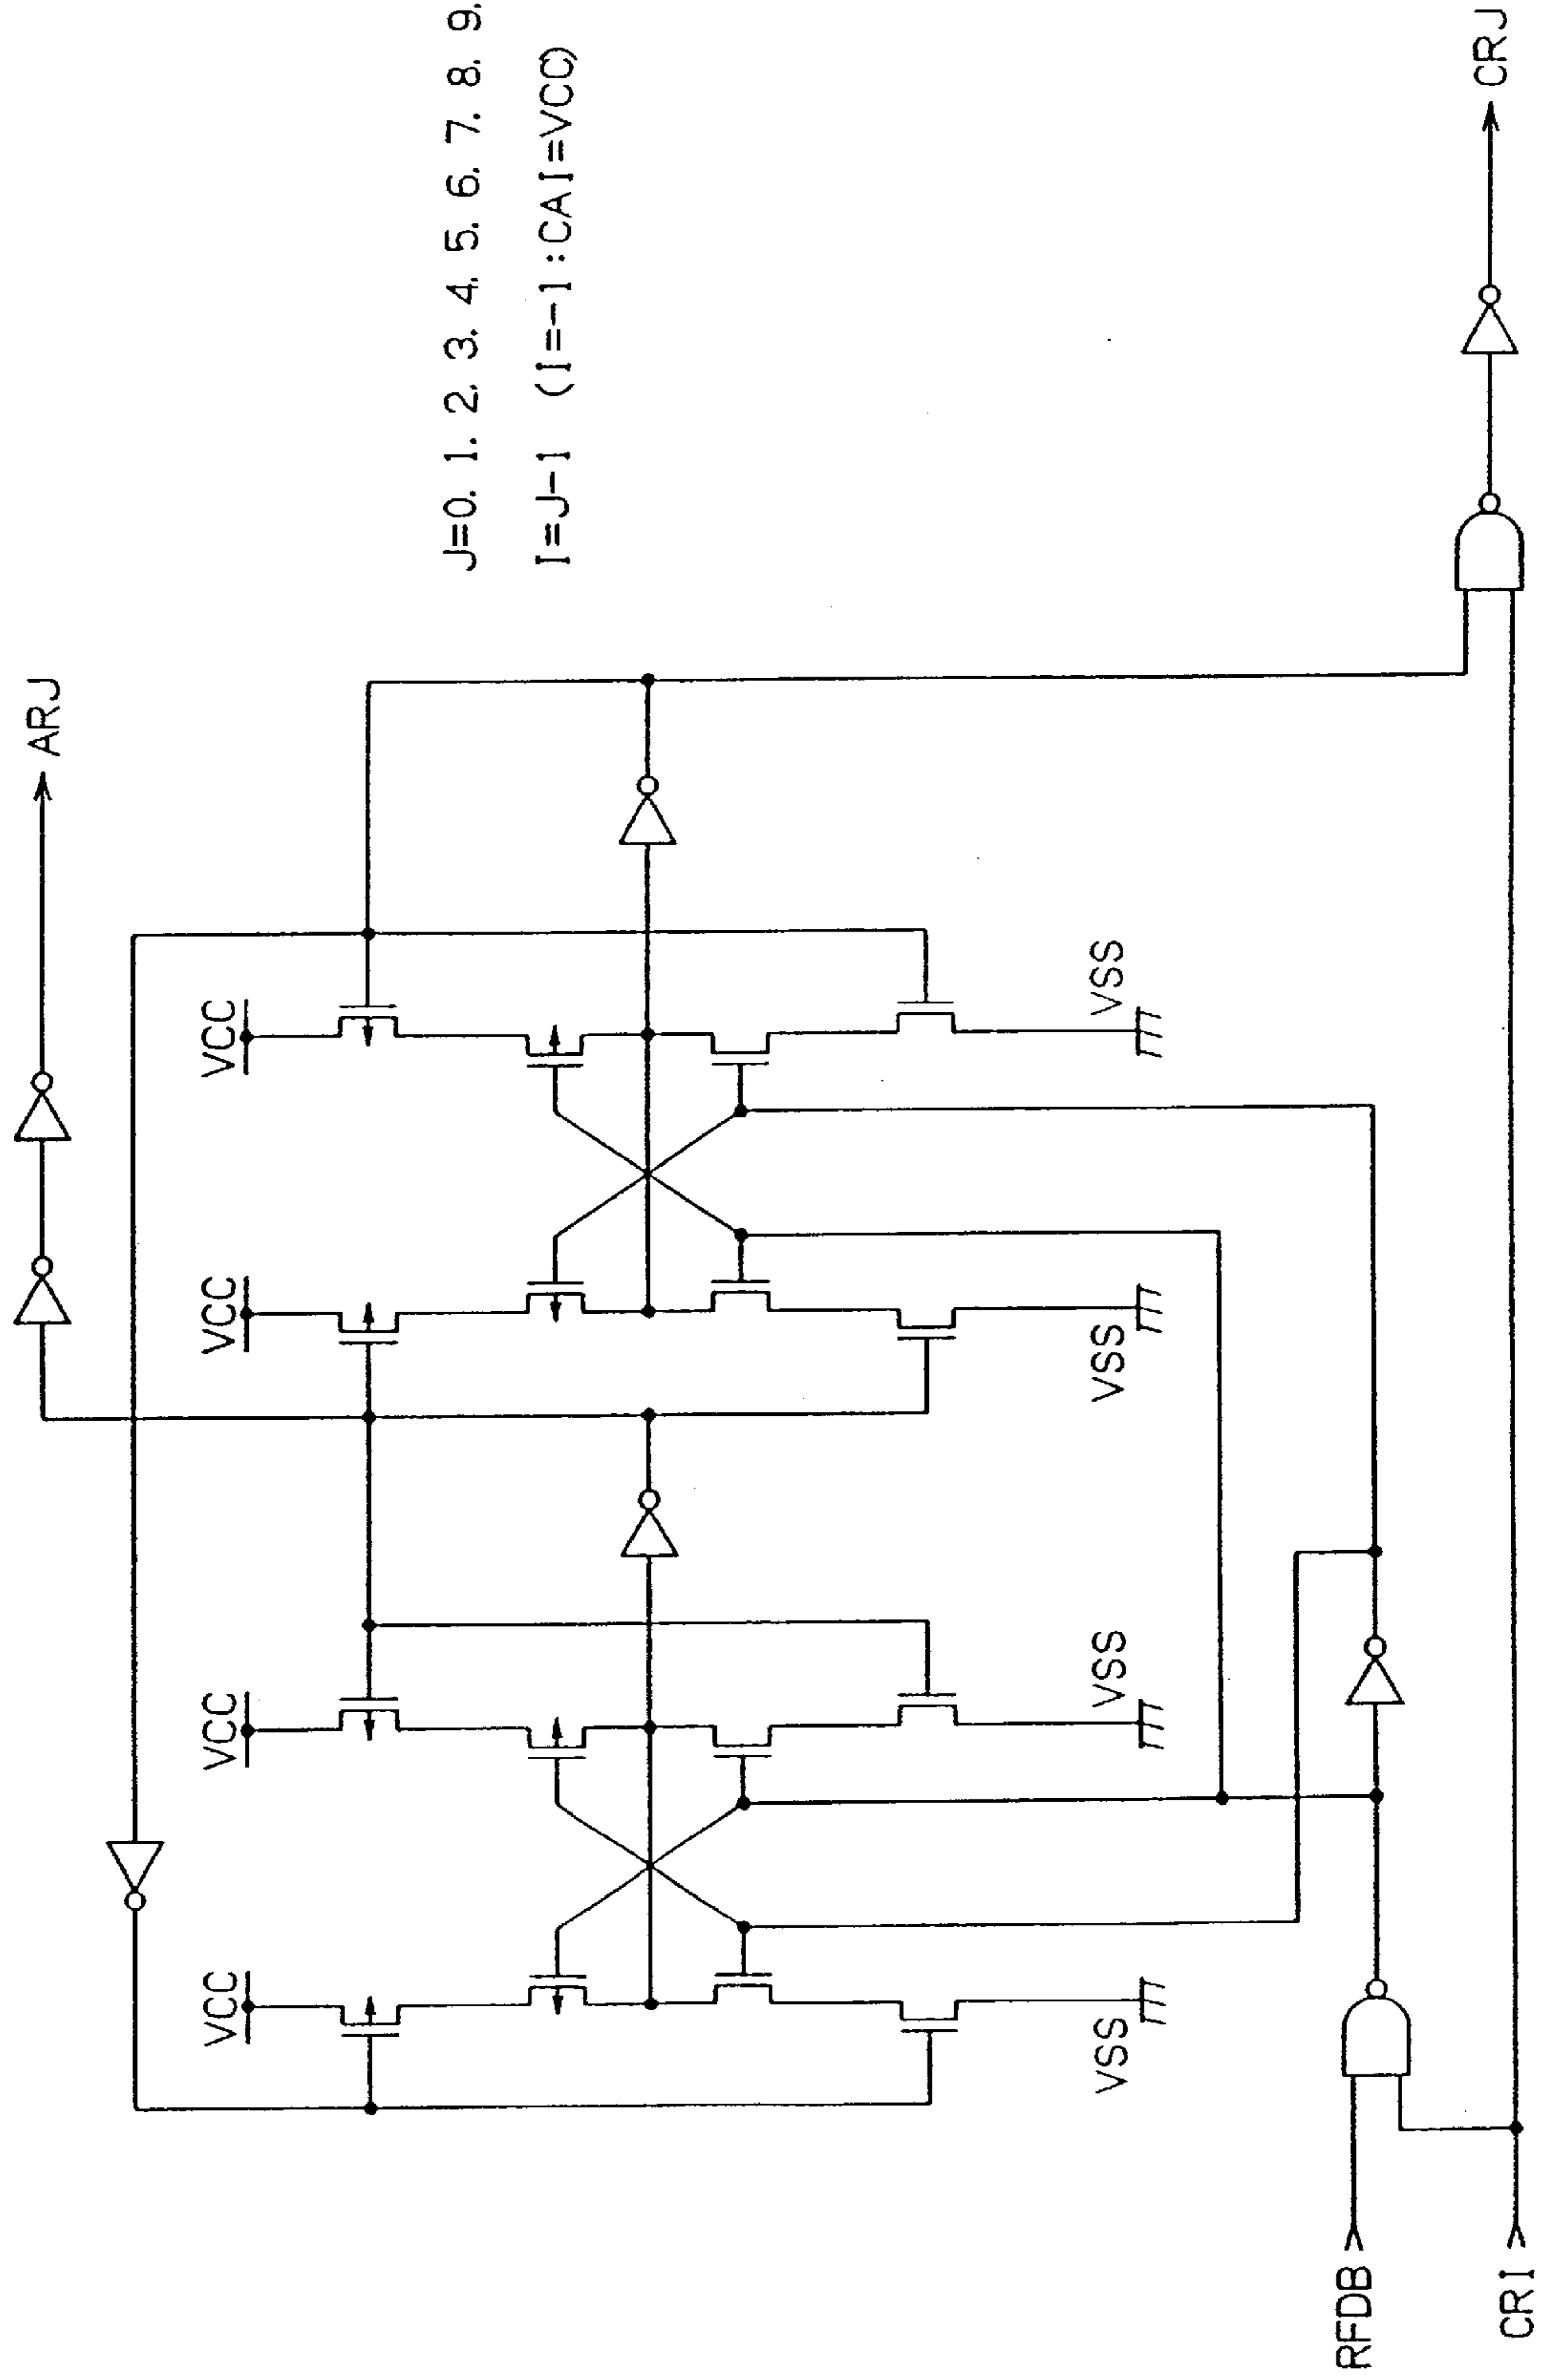 ARJ
J=0. 1. 2. 3. 4. 5. 6. 7. 8. 9.
I=J-1 (I=-1:CAI=VCC)
VCC
VCC
VCC
VCC
VSS
VSS
VSS
VSS
RFDB
CRI
CRJ